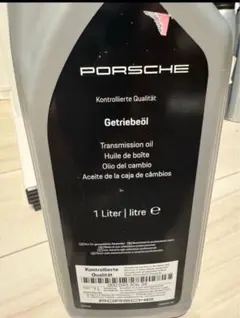 PORSCHE
Kontrollierte Qualität
Getriebeöl
Transmission oil
Huile de boîte
Olio del cambio
Aceite de la caja de càmbios
1 Liter | litre ℮
Kontrollierte
Qualität